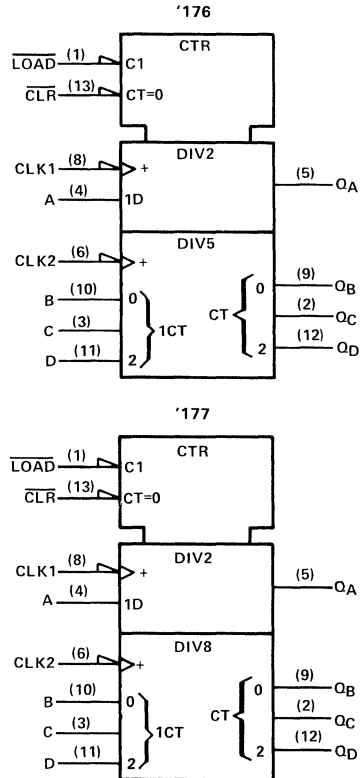 '176
CTR
LOAD (1) C1
CLR (13) CT=0
DIV2
CLK1 (8) +
(5) QA
A (4) 1D
DIV5
CLK2 (6) +
B (10) 0
1CT
CT
0 (9) QB
C (3)
(2) QC
D (11) 2
2 (12) QD
'177
CTR
LOAD (1) C1
CLR (13) CT=0
DIV2
CLK1 (8) +
(5) QA
A (4) 1D
DIV8
CLK2 (6) +
B (10) 0
1CT
CT
0 (9) QB
C (3)
(2) QC
D (11) 2
2 (12) QD